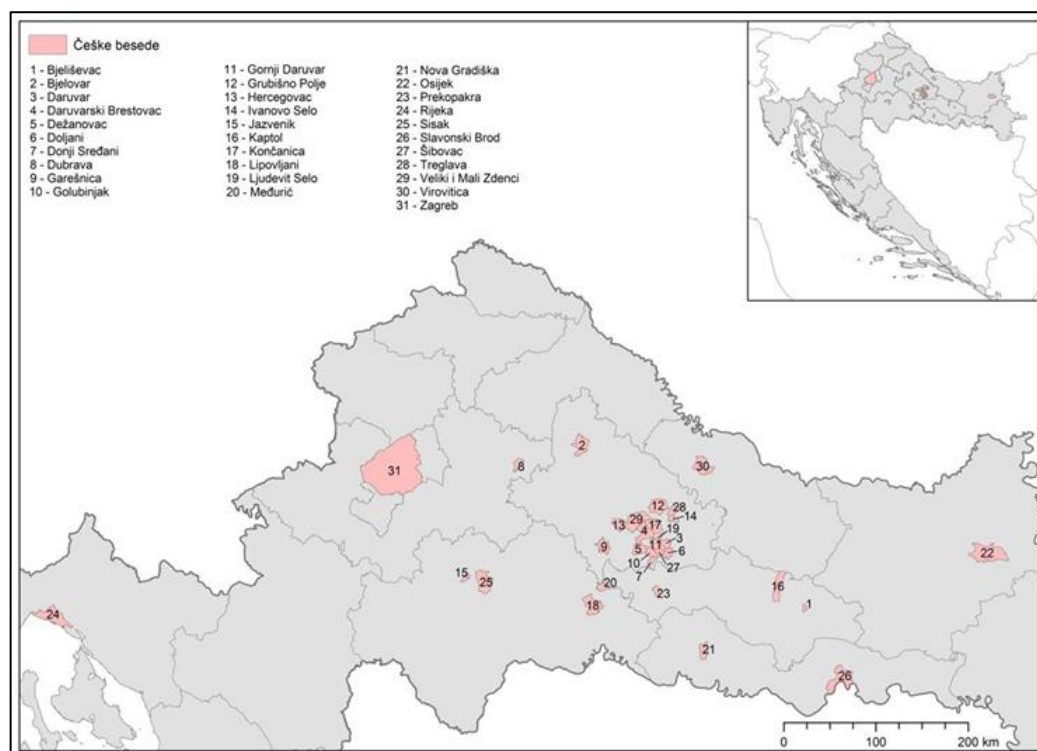 Češke besede
1 - Bjeliševac
2 - Bjelovar
3 - Daruvar
4 - Daruvarski Brestovac
5 - Dežanovac
6 - Doljani
7 - Donji Sređani
8 - Dubrava
9 - Garešnica
10 - Golubinjak
11 - Gornji Daruvar
12 - Grubišno Polje
13 - Hercegovac
14 - Ivanovo Selo
15 - Jazvenik
16 - Kaptol
17 - Končanica
18 - Lipovljani
19 - Ljudevit Selo
20 - Međurić
21 - Nova Gradiška
22 - Osijek
23 - Prekopakra
24 - Rijeka
25 - Sisak
26 - Slavonski Brod
27 - Šibovac
28 - Treglava
29 - Veliki i Mali Zdenci
30 - Virovitica
31 - Zagreb
2
31
8
30
12
28
29
14
13
17
4
19
3
9
5
11
6
10
27
7
22
15
25
20
23
16
1
18
24
21
26
0 100 200 km